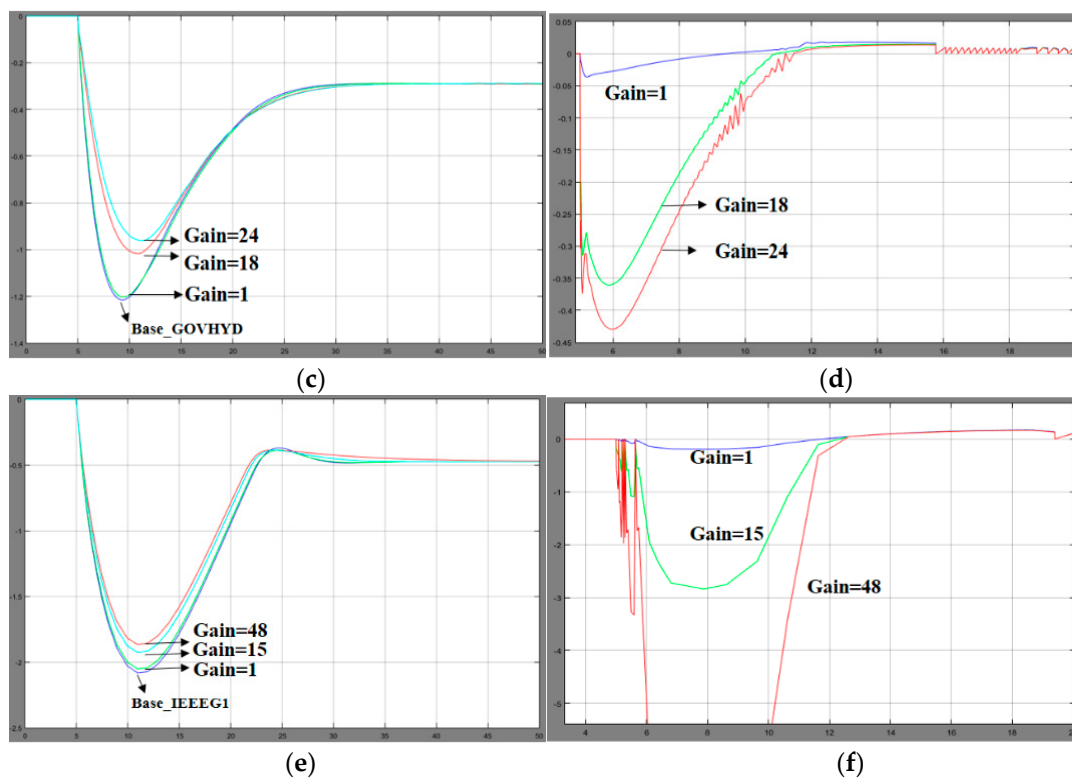 0
-0.2
-0.4
-0.6
-0.8
-1
-1.2
-1.4
0 5 10 15 20 25 30 35 40 45 50
Gain=24
Gain=18
Gain=1
Base_GOVHYD
(c)
0.05
0
-0.05
-0.1
-0.15
-0.2
-0.25
-0.3
-0.35
-0.4
-0.45
6 8 10 12 14 16 18 20
Gain=1
Gain=18
Gain=24
(d)
0
-0.5
-1
-1.5
-2
-2.5
0 5 10 15 20 25 30 35 40 45 50
Gain=48
Gain=15
Gain=1
Base_IEEEG1
(e)
0
-1
-2
-3
-4
-5
4 6 8 10 12 14 16 18 20
Gain=1
Gain=15
Gain=48
(f)